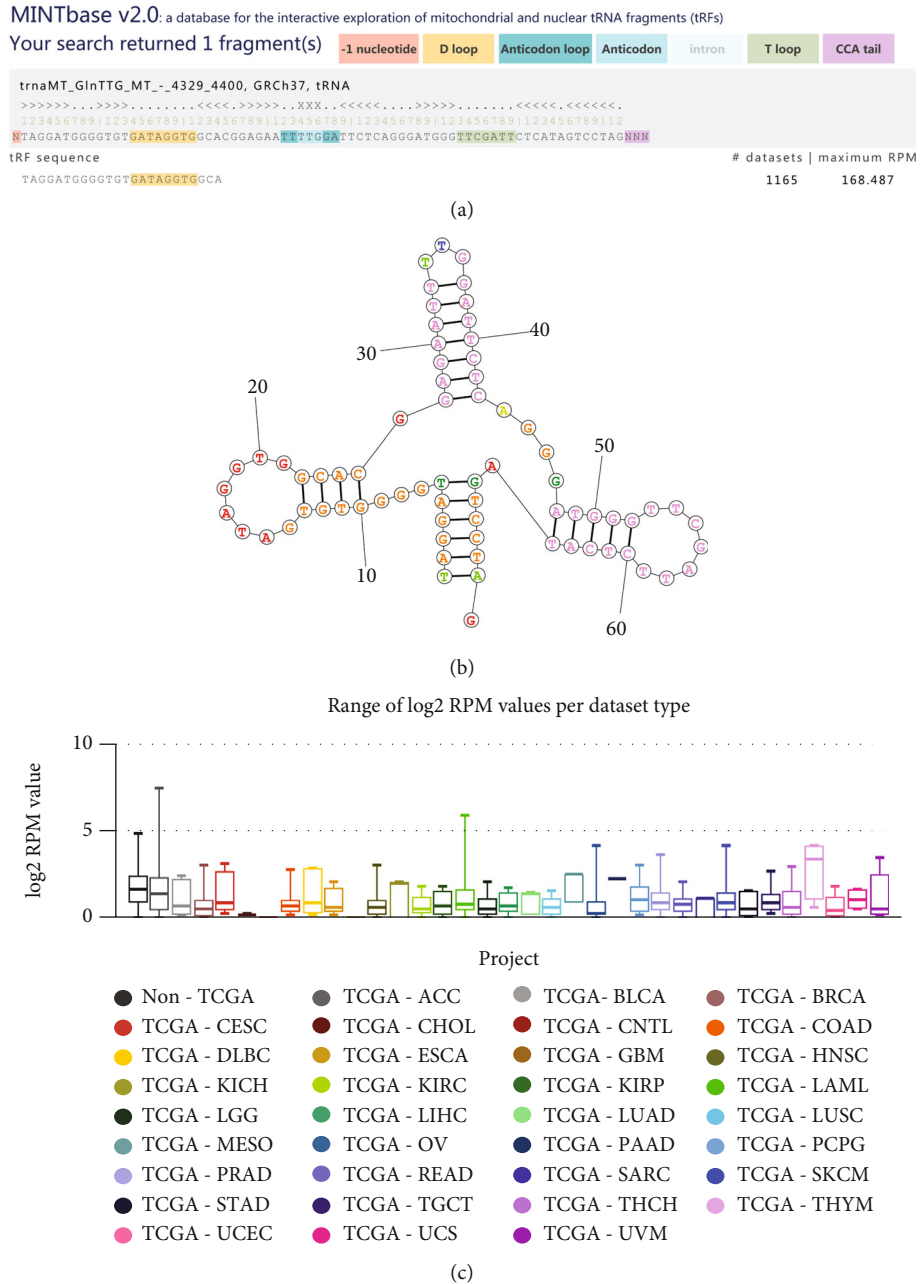 MINTbase v2.0: a database for the interactive exploration of mitochondrial and nuclear tRNA fragments (tRFs)
Your search returned 1 fragment(s) -1 nucleotide D loop Anticodon loop Anticodon intron T loop CCA tail
trnaMT_GlnTTG_MT_-_4329_4400, GRCh37, tRNA
>>>>>>>...>>>>........<<<<.>>>>>...XXX..<<<<<....>>>>>.......<<<<<.<<<<<<<.
123456789|123456789|123456789|123456789|123456789|123456789|123456789|12
NTAGGATGGGGTGTGATAGGTGGCACGGAGAATTTTGGATTCTCAGGGATGGGTTCGATTCTCATAGTCCTAGNNN
tRF sequence # datasets | maximum RPM
TAGGATGGGGTGTGATAGGTGGCA 1165 168.487
(a)
20
30
40
10
50
60
(b)
Range of log2 RPM values per dataset type
10
5
0
log2 RPM value
Project
Non - TCGA TCGA - ACC TCGA- BLCA TCGA - BRCA
TCGA - CESC TCGA - CHOL TCGA - CNTL TCGA - COAD
TCGA - DLBC TCGA - ESCA TCGA - GBM TCGA - HNSC
TCGA - KICH TCGA - KIRC TCGA - KIRP TCGA - LAML
TCGA - LGG TCGA - LIHC TCGA - LUAD TCGA - LUSC
TCGA - MESO TCGA - OV TCGA - PAAD TCGA - PCPG
TCGA - PRAD TCGA - READ TCGA - SARC TCGA - SKCM
TCGA - STAD TCGA - TGCT TCGA - THCH TCGA - THYM
TCGA - UCEC TCGA - UCS TCGA - UVM
(c)